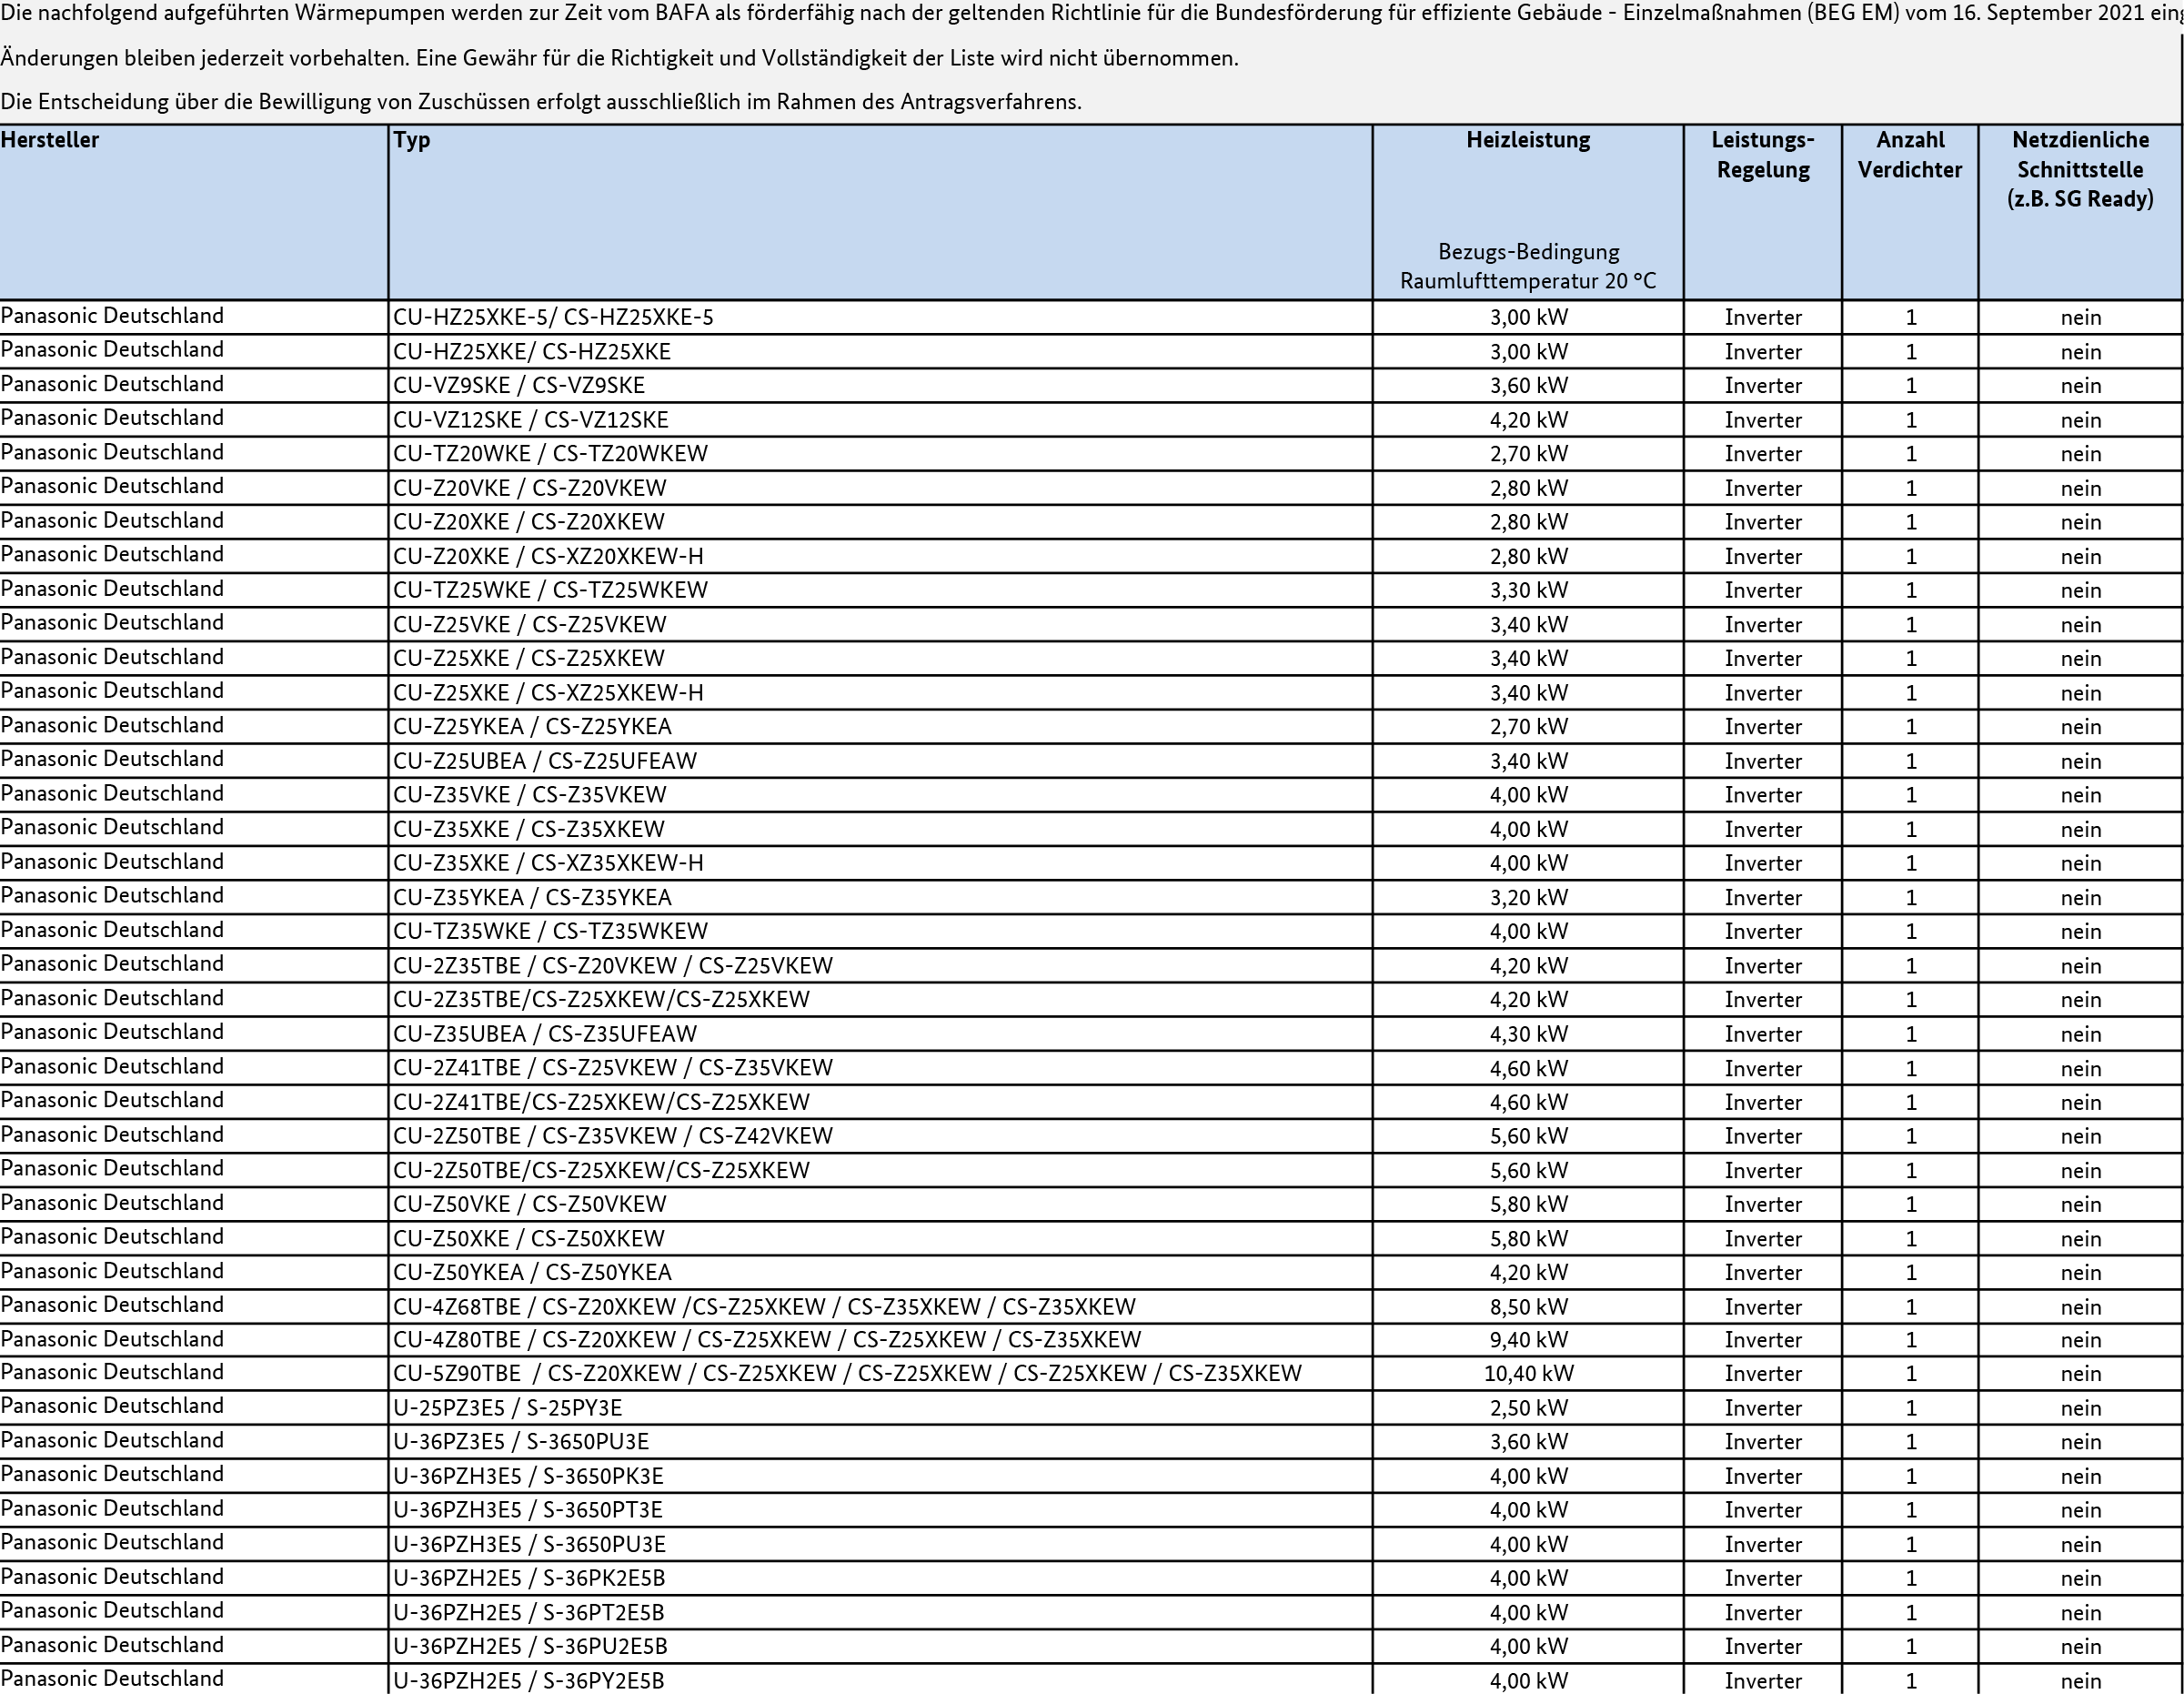 Die nachfolgend aufgeführten Wärmepumpen werden zur Zeit vom BAFA als förderfähig nach der geltenden Richtlinie für die Bundesförderung für effiziente Gebäude - Einzelmaßnahmen (BEG EM) vom 16. September 2021
Änderungen bleiben jederzeit vorbehalten. Eine Gewähr für die Richtigkeit und Vollständigkeit der Liste wird nicht übernommen.
Die Entscheidung über die Bewilligung von Zuschüssen erfolgt ausschließlich im Rahmen des Antragsverfahrens.
Hersteller Typ Heizleistung Leistungs- Anzahl Netzdienliche
Regelung Verdichter Schnittstelle
(z.B. SG Ready)
Bezugs-Bedingung
Raumlufttemperatur 20 °C
Panasonic Deutschland CU-HZ25XKE-5/ CS-HZ25XKE-5 3,00 kW Inverter 1 nein
Panasonic Deutschland CU-HZ25XKE/ CS-HZ25XKE 3,00 kW Inverter 1 nein
Panasonic Deutschland CU-VZ9SKE / CS-VZ9SKE 3,60 kW Inverter 1 nein
Panasonic Deutschland CU-VZ12SKE / CS-VZ12SKE 4,20 kW Inverter 1 nein
Panasonic Deutschland CU-TZ20WKE / CS-TZ20WKEW 2,70 kW Inverter 1 nein
Panasonic Deutschland CU-Z20VKE / CS-Z20VKEW 2,80 kW Inverter 1 nein
Panasonic Deutschland CU-Z20XKE / CS-Z20XKEW 2,80 kW Inverter 1 nein
Panasonic Deutschland CU-Z20XKE / CS-XZ20XKEW-H 2,80 kW Inverter 1 nein
Panasonic Deutschland CU-TZ25WKE / CS-TZ25WKEW 3,30 kW Inverter 1 nein
Panasonic Deutschland CU-Z25VKE / CS-Z25VKEW 3,40 kW Inverter 1 nein
Panasonic Deutschland CU-Z25XKE / CS-Z25XKEW 3,40 kW Inverter 1 nein
Panasonic Deutschland CU-Z25XKE / CS-XZ25XKEW-H 3,40 kW Inverter 1 nein
Panasonic Deutschland CU-Z25YKEA / CS-Z25YKEA 2,70 kW Inverter 1 nein
Panasonic Deutschland CU-Z25UBEA / CS-Z25UFEAW 3,40 kW Inverter 1 nein
Panasonic Deutschland CU-Z35VKE / CS-Z35VKEW 4,00 kW Inverter 1 nein
Panasonic Deutschland CU-Z35XKE / CS-Z35XKEW 4,00 kW Inverter 1 nein
Panasonic Deutschland CU-Z35XKE / CS-XZ35XKEW-H 4,00 kW Inverter 1 nein
Panasonic Deutschland CU-Z35YKEA / CS-Z35YKEA 3,20 kW Inverter 1 nein
Panasonic Deutschland CU-TZ35WKE / CS-TZ35WKEW 4,00 kW Inverter 1 nein
Panasonic Deutschland CU-2Z35TBE / CS-Z20VKEW / CS-Z25VKEW 4,20 kW Inverter 1 nein
Panasonic Deutschland CU-2Z35TBE/CS-Z25XKEW/CS-Z25XKEW 4,20 kW Inverter 1 nein
Panasonic Deutschland CU-Z35UBEA / CS-Z35UFEAW 4,30 kW Inverter 1 nein
Panasonic Deutschland CU-2Z41TBE / CS-Z25VKEW / CS-Z35VKEW 4,60 kW Inverter 1 nein
Panasonic Deutschland CU-2Z41TBE/CS-Z25XKEW/CS-Z25XKEW 4,60 kW Inverter 1 nein
Panasonic Deutschland CU-2Z50TBE / CS-Z35VKEW / CS-Z42VKEW 5,60 kW Inverter 1 nein
Panasonic Deutschland CU-2Z50TBE/CS-Z25XKEW/CS-Z25XKEW 5,60 kW Inverter 1 nein
Panasonic Deutschland CU-Z50VKE / CS-Z50VKEW 5,80 kW Inverter 1 nein
Panasonic Deutschland CU-Z50XKE / CS-Z50XKEW 5,80 kW Inverter 1 nein
Panasonic Deutschland CU-Z50YKEA / CS-Z50YKEA 4,20 kW Inverter 1 nein
Panasonic Deutschland CU-4Z68TBE / CS-Z20XKEW /CS-Z25XKEW / CS-Z35XKEW / CS-Z35XKEW 8,50 kW Inverter 1 nein
Panasonic Deutschland CU-4Z80TBE / CS-Z20XKEW / CS-Z25XKEW / CS-Z25XKEW / CS-Z35XKEW 9,40 kW Inverter 1 nein
Panasonic Deutschland CU-5Z90TBE / CS-Z20XKEW / CS-Z25XKEW / CS-Z25XKEW / CS-Z25XKEW / CS-Z35XKEW 10,40 kW Inverter 1 nein
Panasonic Deutschland U-25PZ3E5 / S-25PY3E 2,50 kW Inverter 1 nein
Panasonic Deutschland U-36PZ3E5 / S-3650PU3E 3,60 kW Inverter 1 nein
Panasonic Deutschland U-36PZH3E5 / S-3650PK3E 4,00 kW Inverter 1 nein
Panasonic Deutschland U-36PZH3E5 / S-3650PT3E 4,00 kW Inverter 1 nein
Panasonic Deutschland U-36PZH3E5 / S-3650PU3E 4,00 kW Inverter 1 nein
Panasonic Deutschland U-36PZH2E5 / S-36PK2E5B 4,00 kW Inverter 1 nein
Panasonic Deutschland U-36PZH2E5 / S-36PT2E5B 4,00 kW Inverter 1 nein
Panasonic Deutschland U-36PZH2E5 / S-36PU2E5B 4,00 kW Inverter 1 nein
Panasonic Deutschland U-36PZH2E5 / S-36PY2E5B 4,00 kW Inverter 1 nein